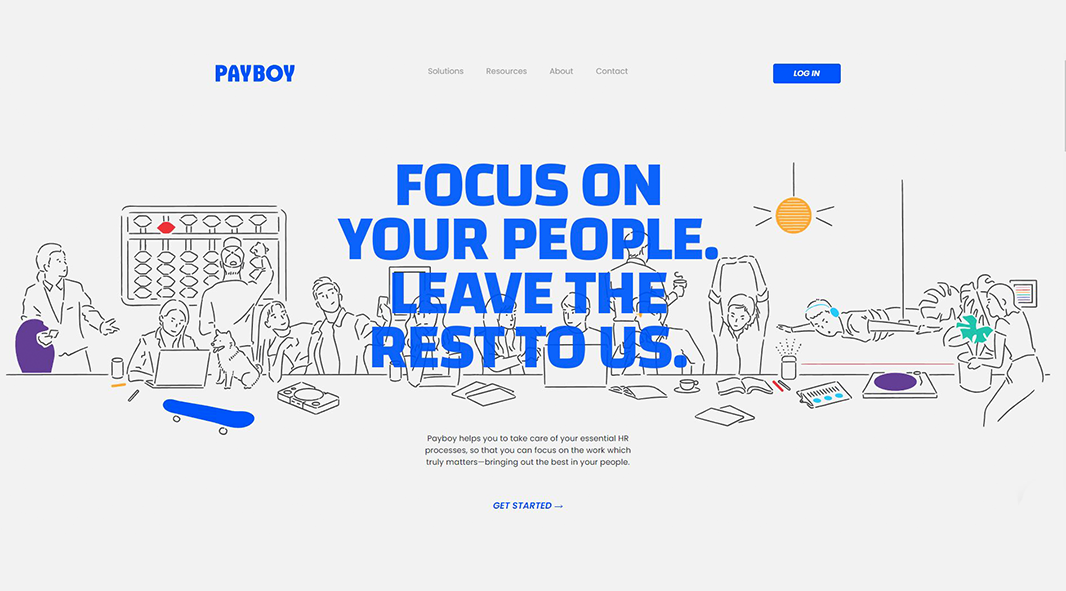 PAYBOY
Solutions
Resources
About
Contact
LOG IN
FOCUS ON
YOUR PEOPLE.
LEAVE THE
REST TO US.
Payboy helps you to take care of your essential HR
processes, so that you can focus on the work which
truly matters—bringing out the best in your people.
GET STARTED →